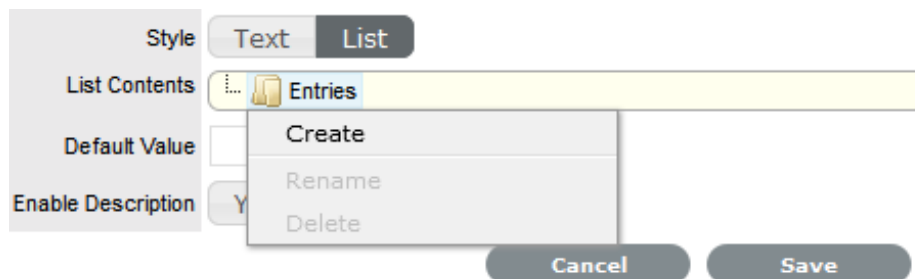 Style Text List
List Contents Entries
Create
Default Value
Rename
Enable Description Y
Delete
Cancel Save